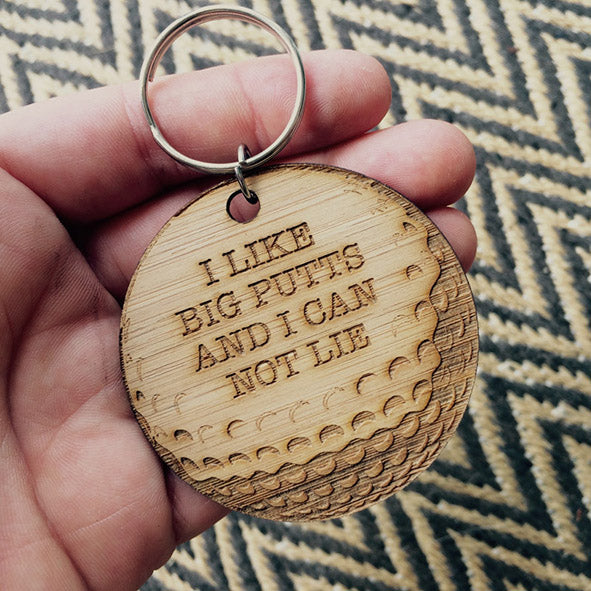 I LIKE
BIG PUTTS
AND I CAN
NOT LIE